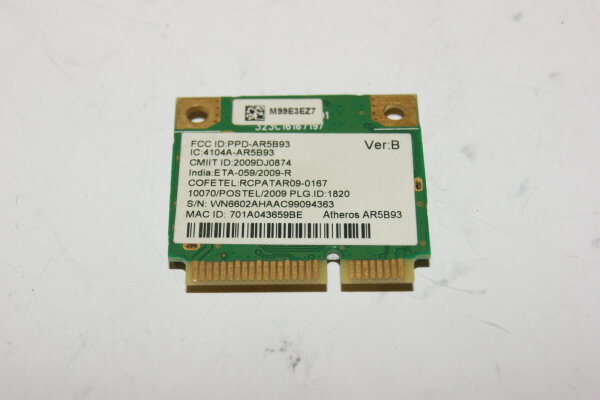 M99E3EZ7
323C16167197
FCC ID:PPD-AR5B93 Ver:B
IC:4104A-AR5B93
CMIIT ID:2009DJ0874
India:ETA-059/2009-R
COFETEL:RCPATAR09-0167
10070/POSTEL/2009 PLG.ID:1820
S/N: WN6602AHAAC99094363
MAC ID: 701A043659BE Atheros AR5B93